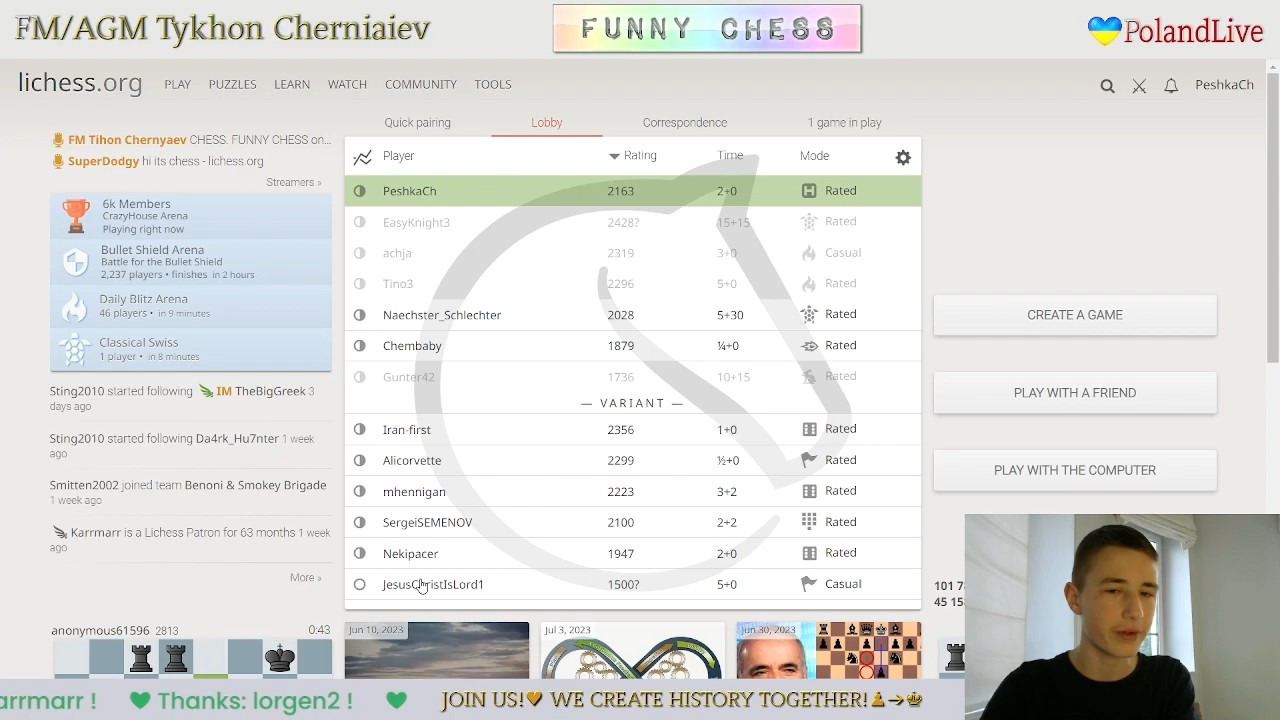 FM/AGM Tykhon Cherniaiev
FUNNY CHESS
PolandLive
lichess.org
PLAY
PUZZLES
LEARN
WATCH
COMMUNITY
TOOLS
PeshkaCh
FM Tihon Chernyaev CHESS. FUNNY CHESS on...
SuperDodgy hi its chess - lichess org
Streamers »
6k Members
CrazyHouse Arena
Playing right now
Bullet Shield Arena
Battle for the Bullet Shield
2,237 players • finishes in 2 hours
Daily Blitz Arena
46 players • in 9 minutes
Classical Swiss
1 player • in 8 minutes
Sting2010 started following IM TheBigGreek 3
days ago
Sting2010 started following Da4rk_Hu7nter 1 week
ago
Smitten2002 joined team Benoni & Smokey Brigade
1 week ago
Karrmarr is a Lichess Patron for 63 months 1 week
ago
More »
anonymous61596 2813 0:43
Quick pairing
Lobby
Correspondence
1 game in play
Player Rating Time Mode
PeshkaCh 2163 2+0 Rated
EasyKnight3 2428? 15+15 Rated
achja 2319 3+0 Casual
Tino3 2296 5+0 Rated
Naechster_Schlechter 2028 5+30 Rated
Chembaby 1879 ¼+0 Rated
Gunter42 1736 10+15 Rated
— VARIANT —
Iran-first 2356 1+0 Rated
Alicorvette 2299 ½+0 Rated
mhennigan 2223 3+2 Rated
SergeiSEMENOV 2100 2+2 Rated
Nekipacer 1947 2+0 Rated
JesusChristIsLord1 1500? 5+0 Casual
CREATE A GAME
PLAY WITH A FRIEND
PLAY WITH THE COMPUTER
Jun 10, 2023
Jul 3, 2023
Jun 30, 2023
arrmarr !
Thanks: lorgen2 !
JOIN US! WE CREATE HISTORY TOGETHER!